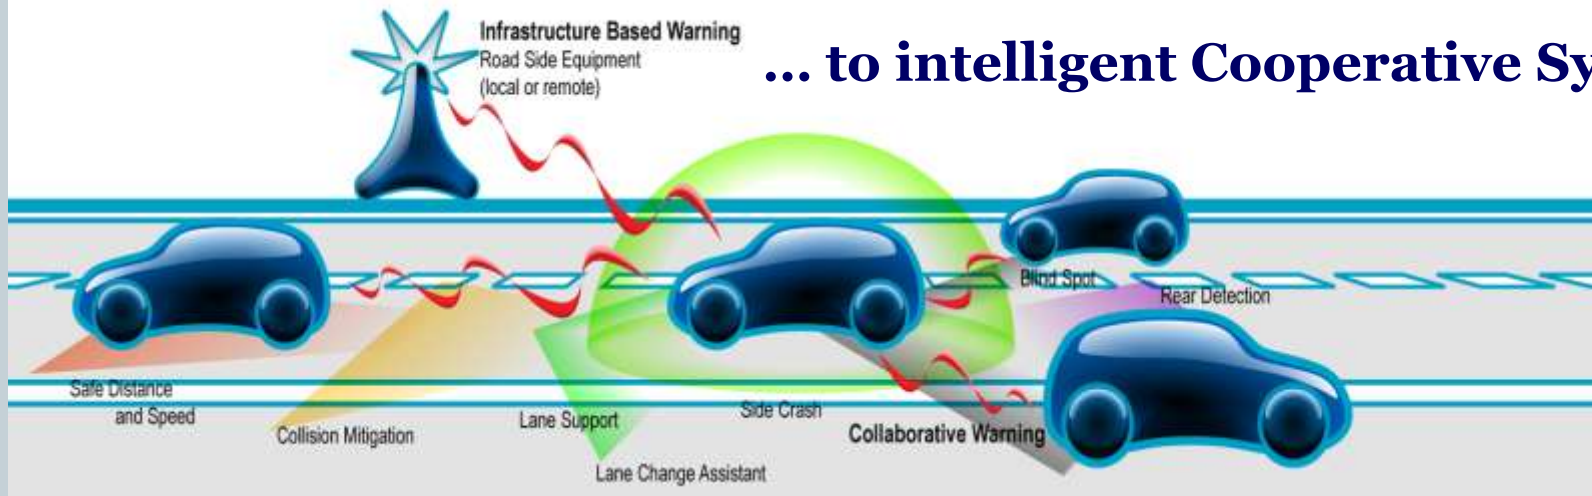 Infrastructure Based Warning
Road Side Equipment
(local or remote)
... to intelligent Cooperative Sy
Blind Spot
Rear Detection
Safe Distance
and Speed
Collision Mitigation
Lane Support
Side Crash
Collaborative Warning
Lane Change Assistant